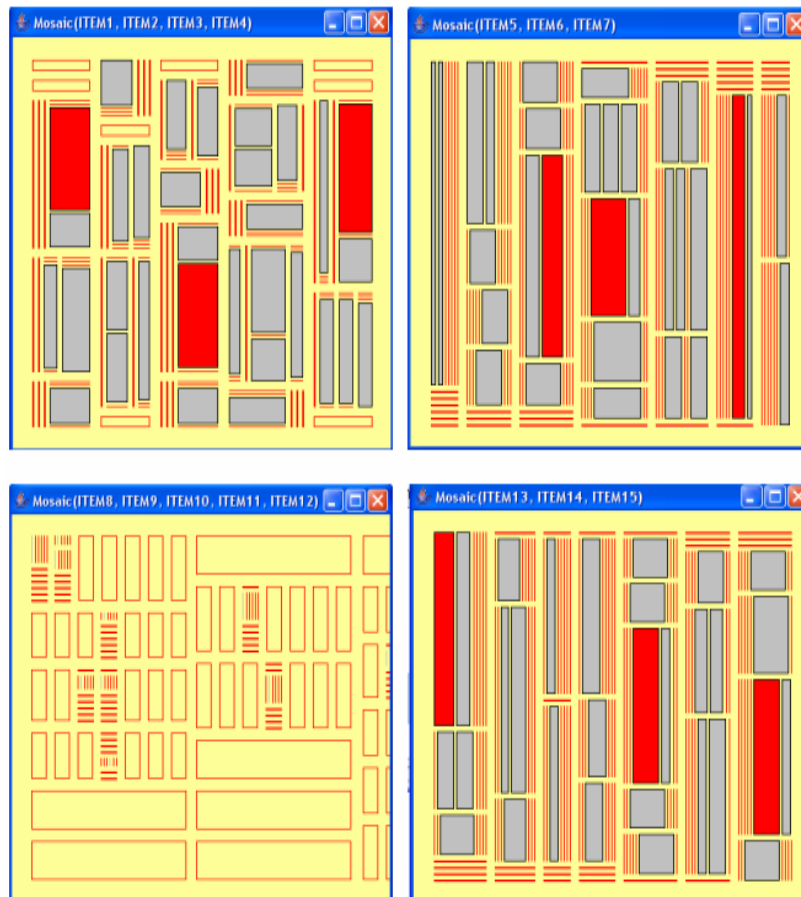 Mosaic(ITEM1, ITEM2, ITEM3, ITEM4)
Mosaic(ITEM5, ITEM6, ITEM7)
Mosaic(ITEM8, ITEM9, ITEM10, ITEM11, ITEM12)
Mosaic(ITEM13, ITEM14, ITEM15)